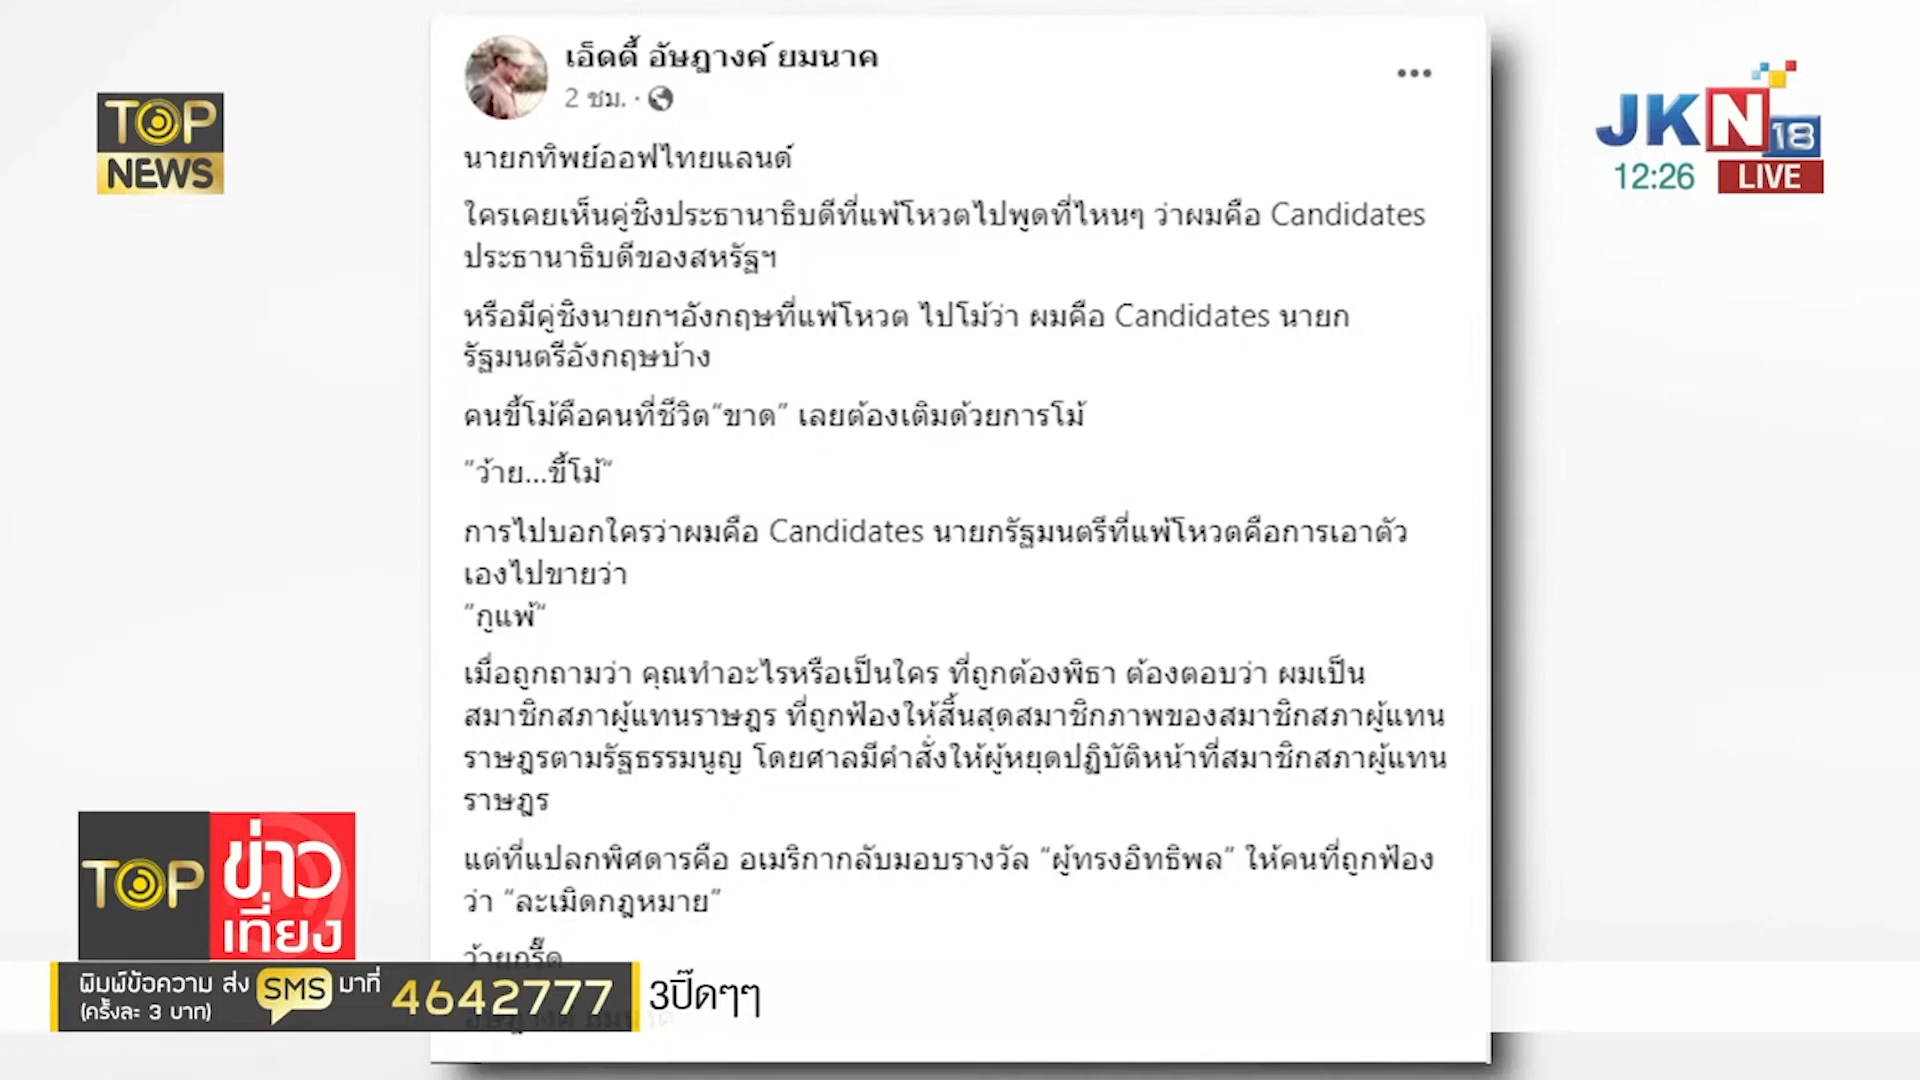 เอ็ดดี้ อัษฎางค์ ยมนาค
2 ชม. ·
นายกทิพย์ออฟไทยแลนด์
ใครเคยเห็นคู่ชิงประธานาธิบดีที่แพ้โหวตไปพูดที่ไหนๆ ว่าผมคือ Candidates
ประธานาธิบดีของสหรัฐฯ
หรือมีคู่ชิงนายกฯอังกฤษที่แพ้โหวต ไปโม้ว่า ผมคือ Candidates นายก
รัฐมนตรีอังกฤษบ้าง
คนขี้โม้คือคนที่ชีวิต“ขาด” เลยต้องเติมด้วยการโม้
“ว้าย...ขี้โม้“
การไปบอกใครว่าผมคือ Candidates นายกรัฐมนตรีที่แพ้โหวตคือการเอาตัว
เองไปขายว่า
“กูแพ้“
เมื่อถูกถามว่า คุณทำอะไรหรือเป็นใคร ที่ถูกต้องพิธา ต้องตอบว่า ผมเป็น
สมาชิกสภาผู้แทนราษฎร ที่ถูกฟ้องให้สิ้นสุดสมาชิกภาพของสมาชิกสภาผู้แทน
ราษฎรตามรัฐธรรมนูญ โดยศาลมีคำสั่งให้ผู้หยุดปฏิบัติหน้าที่สมาชิกสภาผู้แทน
ราษฎร
แต่ที่แปลกพิศดารคือ อเมริกากลับมอบรางวัล “ผู้ทรงอิทธิพล” ให้คนที่ถูกฟ้อง
ว่า “ละเมิดกฎหมาย”
ว้ายกรี๊ด
อัษฎางค์ ยมนาค
TOP
NEWS
JKN18
12:26 LIVE
TOP ข่าว
เที่ยง
พิมพ์ข้อความ ส่ง SMS มาที่ 4642777
(ครั้งละ 3 บาท)
3ปิ๊ดๆๆ